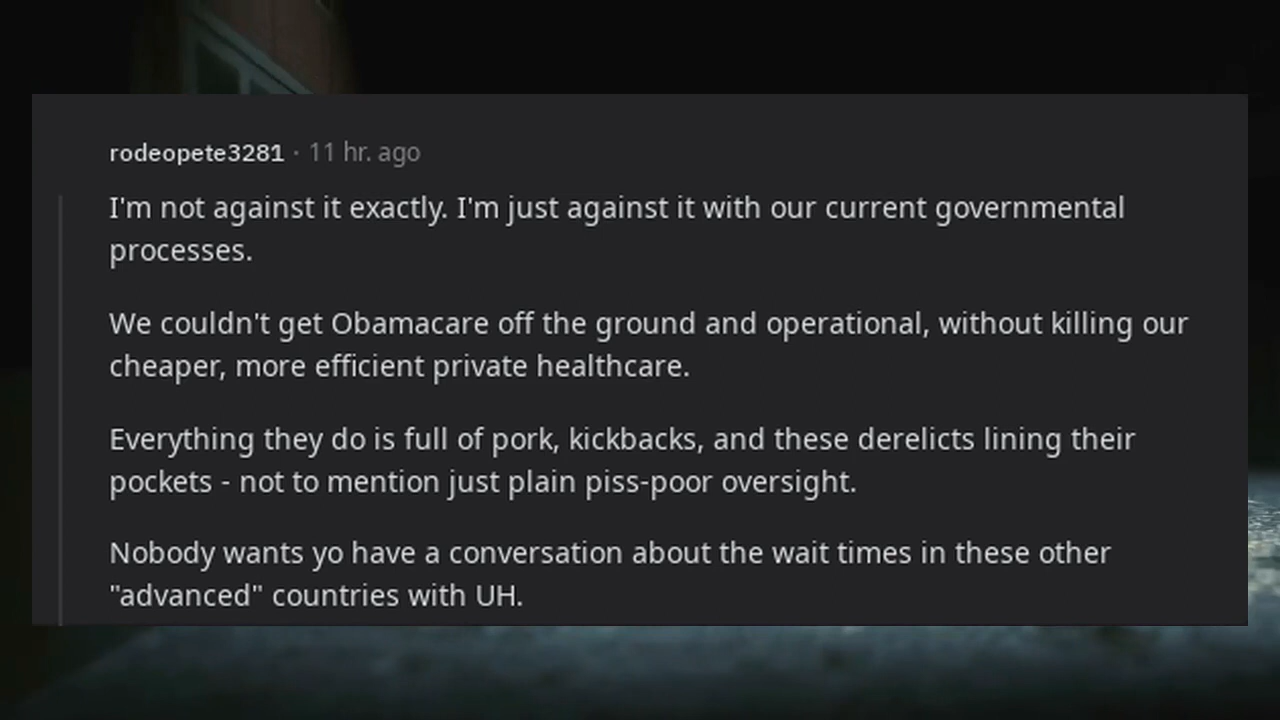 rodeopete3281 · 11 hr. ago
I'm not against it exactly. I'm just against it with our current governmental
processes.
We couldn't get Obamacare off the ground and operational, without killing our
cheaper, more efficient private healthcare.
Everything they do is full of pork, kickbacks, and these derelicts lining their
pockets - not to mention just plain piss-poor oversight.
Nobody wants yo have a conversation about the wait times in these other
"advanced" countries with UH.